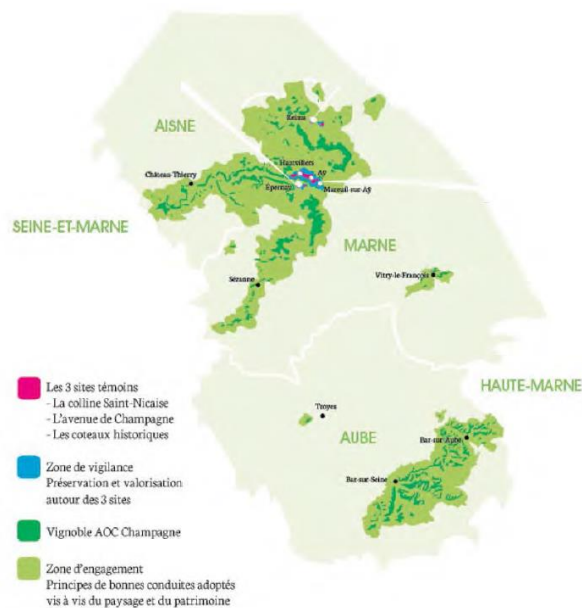 AISNE
Reims
Hautvillers
Aÿ
Château-Thierry
Épernay
Mareuil-sur-Aÿ
SEINE-ET-MARNE
MARNE
Sézanne
Vitry-le-François
HAUTE-MARNE
Troyes
AUBE
Bar-sur-Aube
Bar-sur-Seine
Les 3 sites témoins
- La colline Saint-Nicaise
- L'avenue de Champagne
- Les coteaux historiques
Zone de vigilance
Préservation et valorisation
autour des 3 sites
Vignoble AOC Champagne
Zone d'engagement
Principes de bonnes conduites adoptés
vis à vis du paysage et du patrimoine